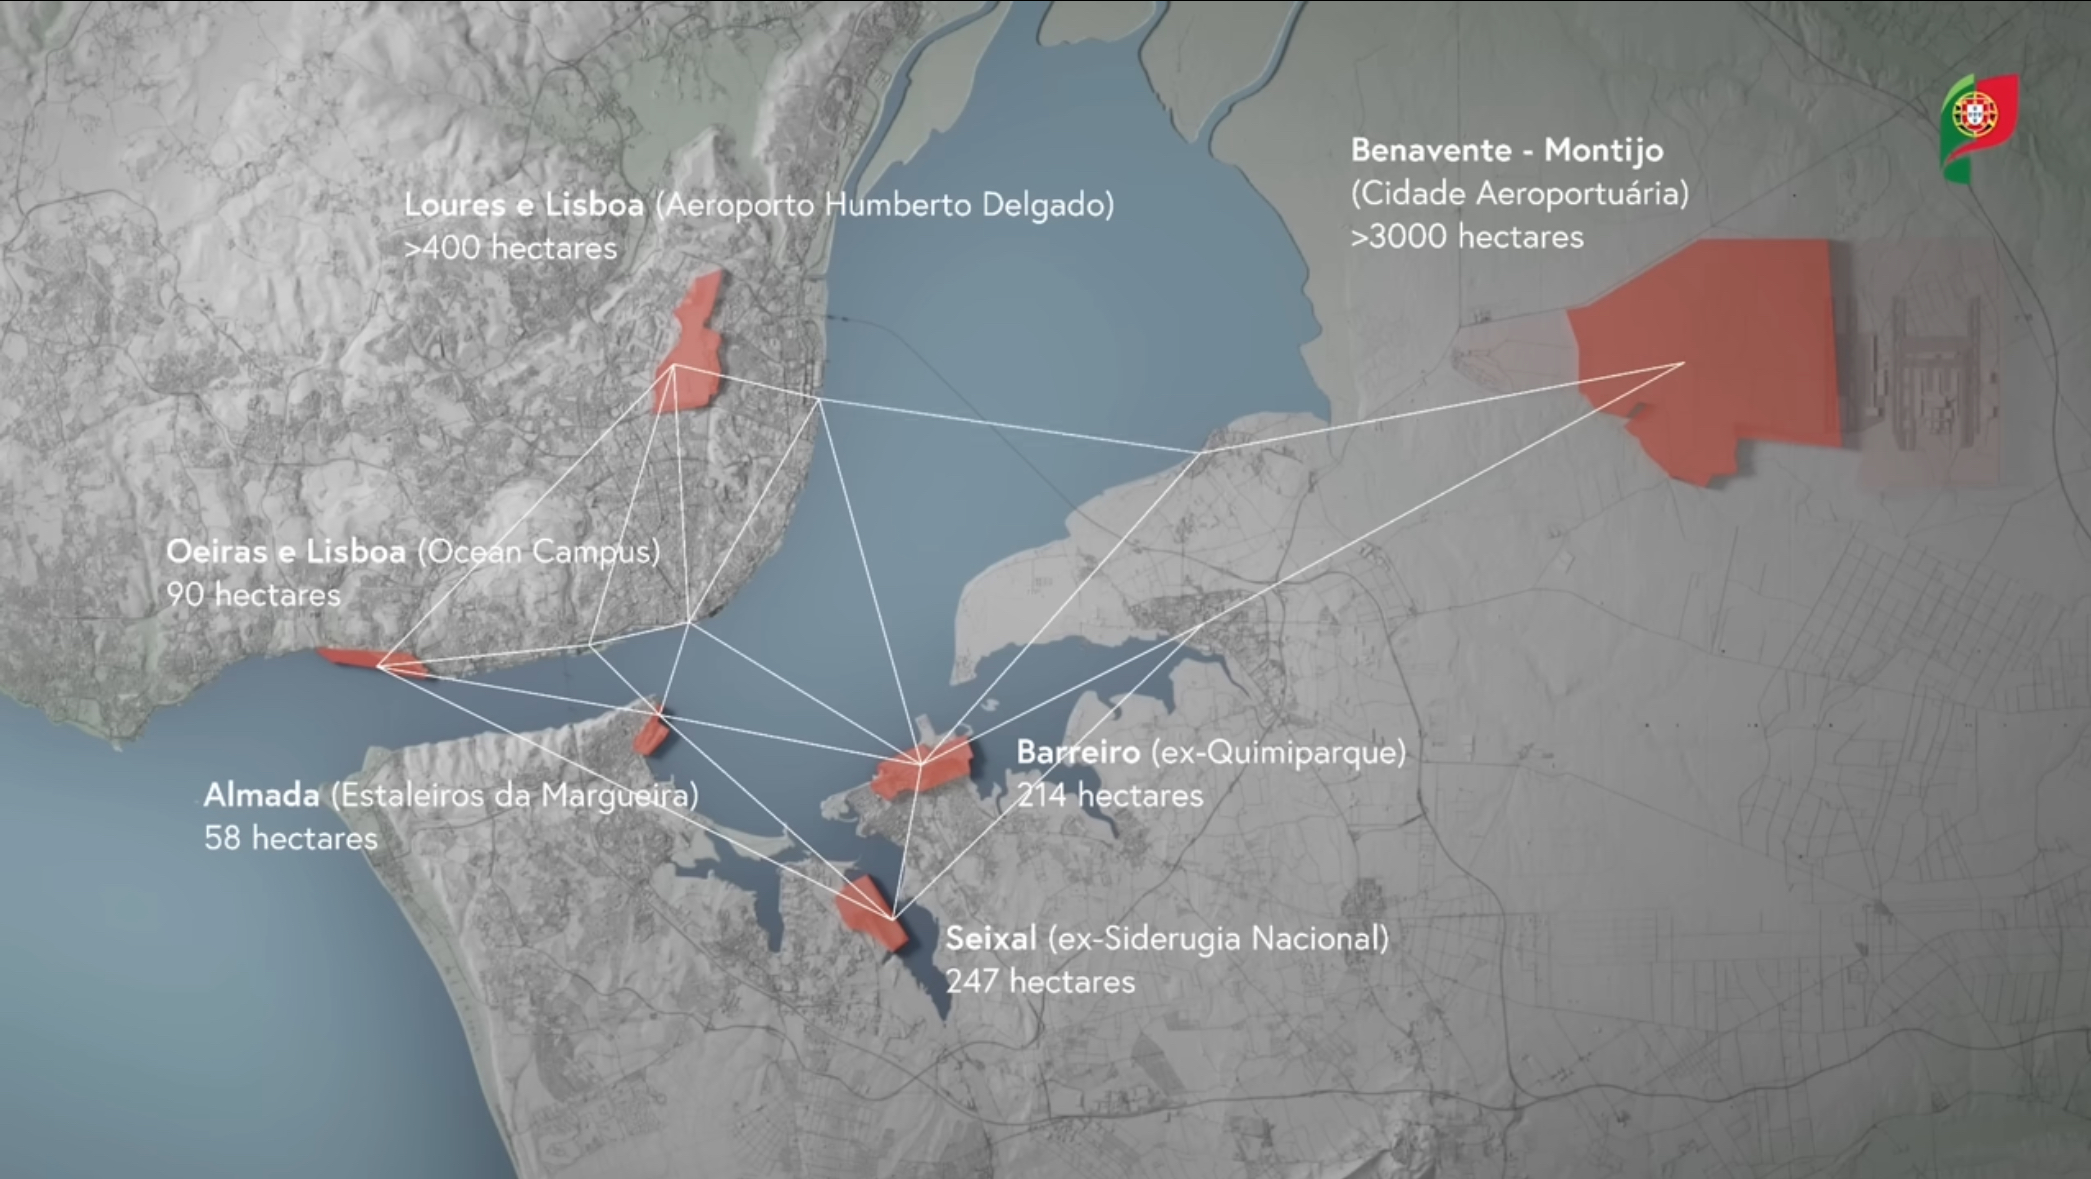 Benavente - Montijo
(Cidade Aeroportuária)
>3000 hectares
Loures e Lisboa (Aeroporto Humberto Delgado)
>400 hectares
Oeiras e Lisboa (Ocean Campus)
90 hectares
Almada (Estaleiros da Margueira)
58 hectares
Barreiro (ex-Quimiparque)
214 hectares
Seixal (ex-Siderugia Nacional)
247 hectares